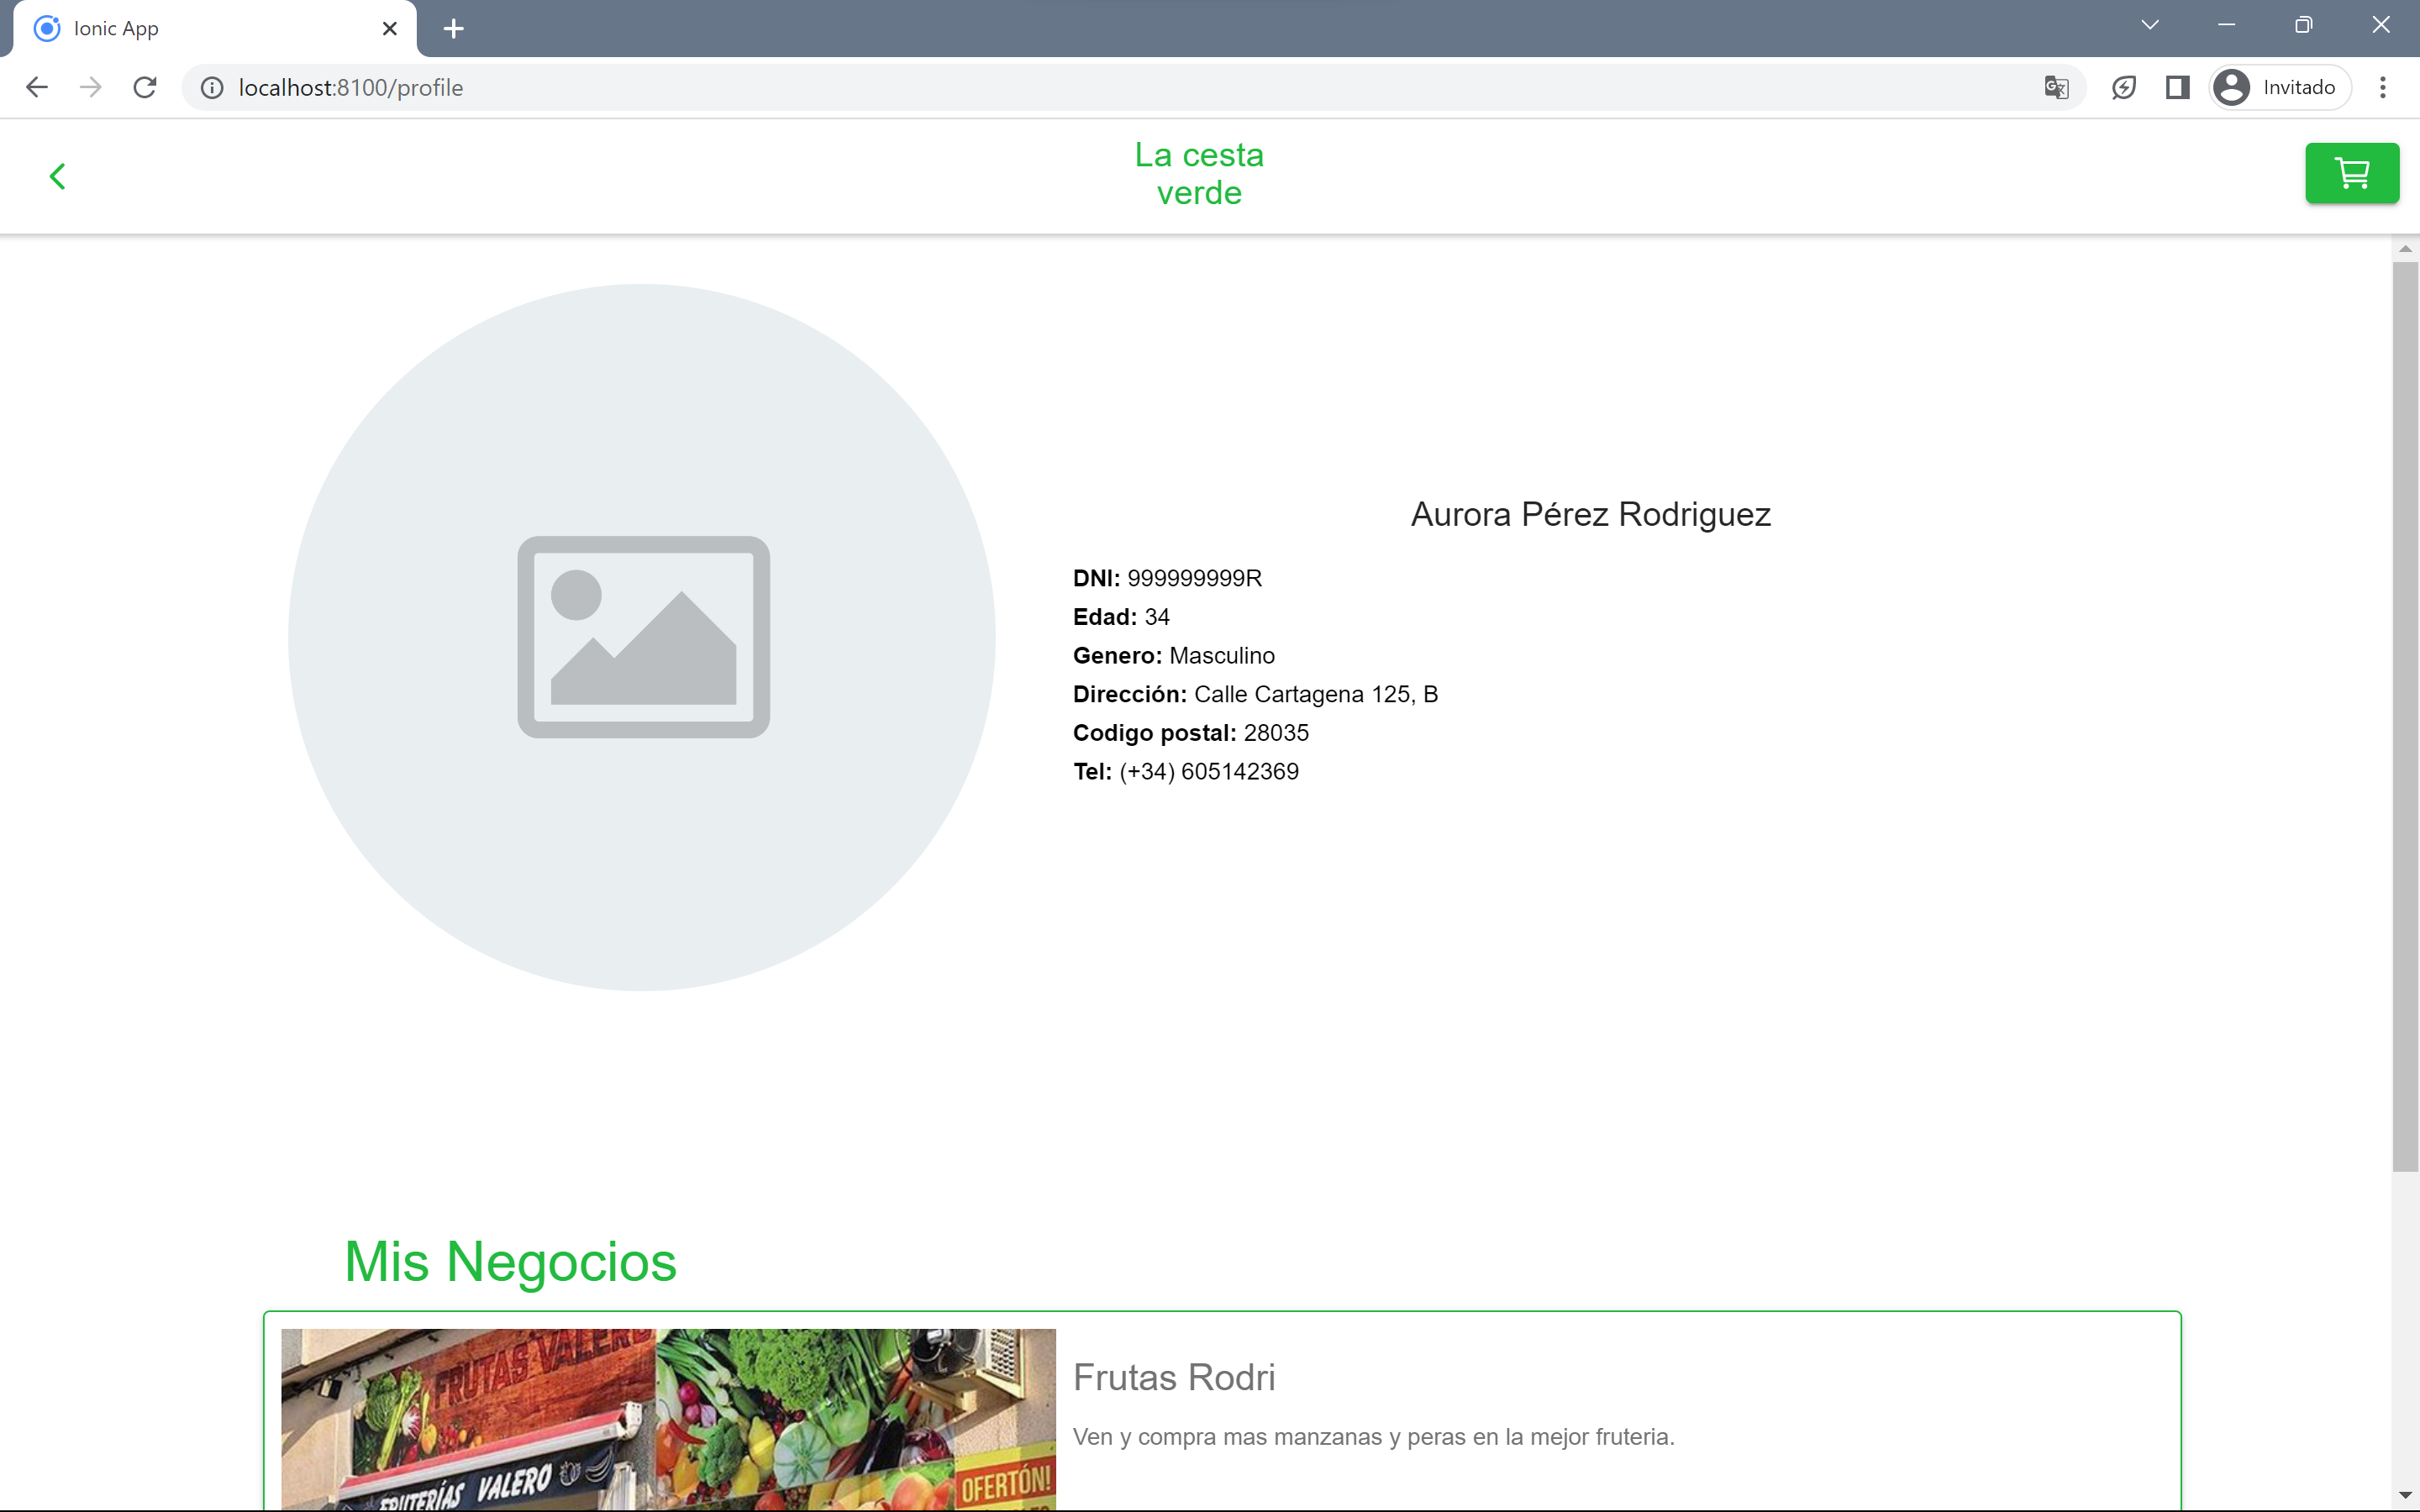 Ionic App
localhost:8100/profile
Invitado
La cesta
verde
Aurora Pérez Rodriguez
DNI: 999999999R
Edad: 34
Genero: Masculino
Dirección: Calle Cartagena 125, B
Codigo postal: 28035
Tel: (+34) 605142369
Mis Negocios
FRUTAS VALERO
FRUTERÍAS VALERO
OFERTÓN!
Frutas Rodri
Ven y compra mas manzanas y peras en la mejor fruteria.